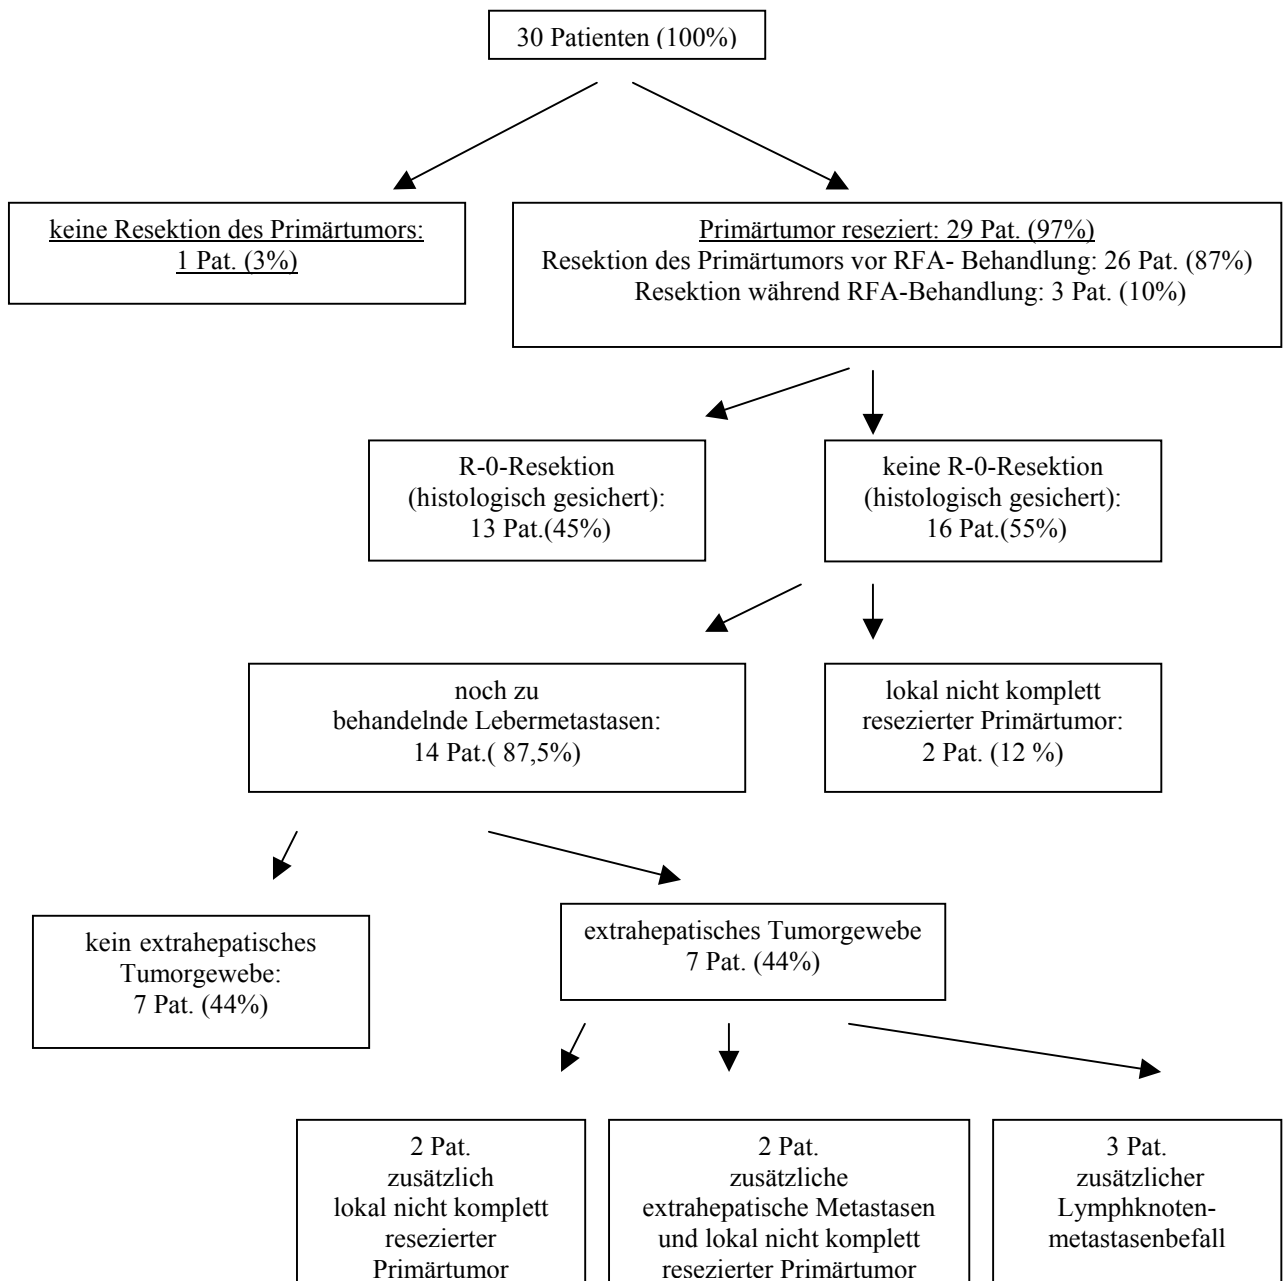 30 Patienten (100%)
keine Resektion des Primärtumors:
1 Pat. (3%)
Primärtumor reseziert: 29 Pat. (97%)
Resektion des Primärtumors vor RFA- Behandlung: 26 Pat. (87%)
Resektion während RFA-Behandlung: 3 Pat. (10%)
R-0-Resektion
(histologisch gesichert):
13 Pat.(45%)
keine R-0-Resektion
(histologisch gesichert):
16 Pat.(55%)
noch zu
behandelnde Lebermetastasen:
14 Pat.( 87,5%)
lokal nicht komplett
resezierter Primärtumor:
2 Pat. (12 %)
kein extrahepatisches
Tumorgewebe:
7 Pat. (44%)
extrahepatisches Tumorgewebe
7 Pat. (44%)
2 Pat.
zusätzlich
lokal nicht komplett
resezierter
Primärtumor
2 Pat.
zusätzliche
extrahepatische Metastasen
und lokal nicht komplett
resezierter Primärtumor
3 Pat.
zusätzlicher
Lymphknoten-
metastasenbefall